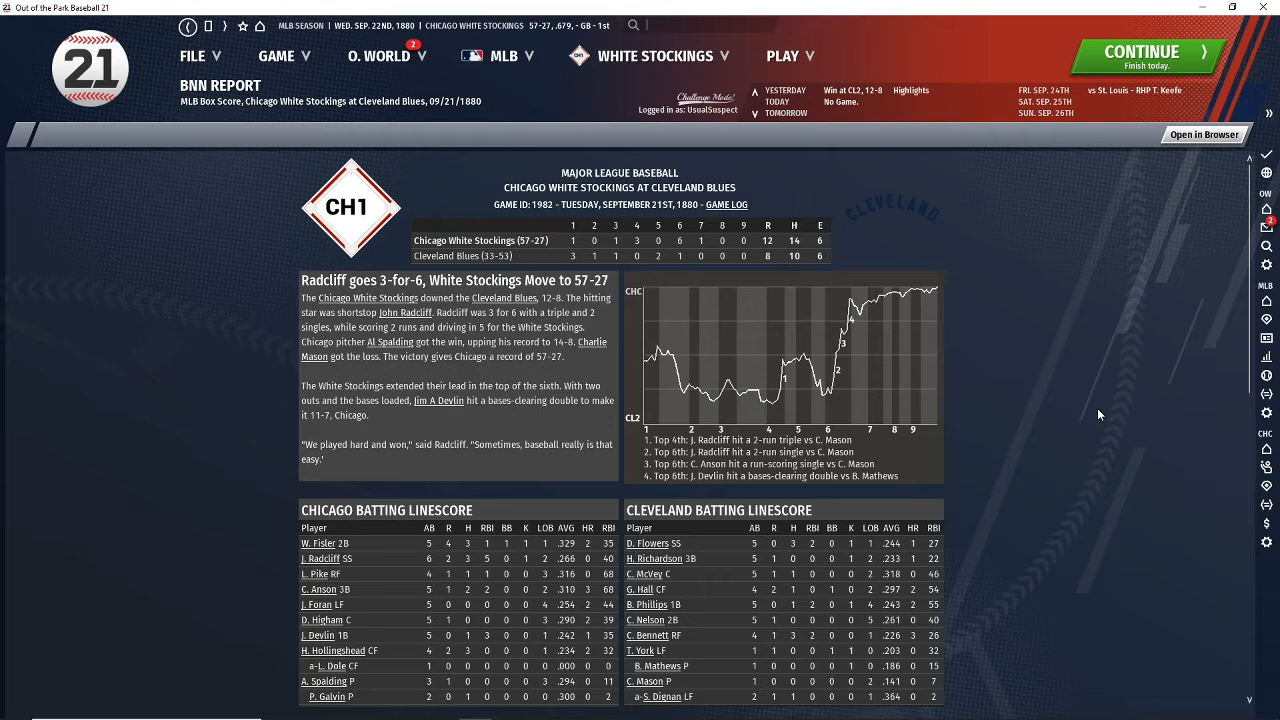 21 Out of the Park Baseball 21
MLB SEASON | WED. SEP. 22ND, 1880 | CHICAGO WHITE STOCKINGS 57-27, .679, - GB - 1st
21
FILE GAME O. WORLD 2 MLB CH1 WHITE STOCKINGS PLAY
CONTINUE
Finish today.
BNN REPORT
MLB Box Score, Chicago White Stockings at Cleveland Blues, 09/21/1880
Challenge Mode!
Logged in as: UsualSuspect
YESTERDAY Win at CL2, 12-8 Highlights FRI. SEP. 24TH vs St. Louis - RHP T. Keefe
TODAY No Game. SAT. SEP. 25TH
TOMORROW SUN. SEP. 26TH
Open in Browser
CH1
MAJOR LEAGUE BASEBALL
CHICAGO WHITE STOCKINGS AT CLEVELAND BLUES
GAME ID: 1982 - TUESDAY, SEPTEMBER 21ST, 1880 - GAME LOG
CLEVELAND
1 2 3 4 5 6 7 8 9 R H E
Chicago White Stockings (57-27) 1 0 1 3 0 6 1 0 0 12 14 6
Cleveland Blues (33-53) 3 1 1 0 2 1 0 0 0 8 10 6
Radcliff goes 3-for-6, White Stockings Move to 57-27
The Chicago White Stockings downed the Cleveland Blues, 12-8. The hitting
star was shortstop John Radcliff. Radcliff was 3 for 6 with a triple and 2
singles, while scoring 2 runs and driving in 5 for the White Stockings.
Chicago pitcher Al Spalding got the win, upping his record to 14-8. Charlie
Mason got the loss. The victory gives Chicago a record of 57-27.
The White Stockings extended their lead in the top of the sixth. With two
outs and the bases loaded, Jim A Devlin hit a bases-clearing double to make
it 11-7, Chicago.
"We played hard and won," said Radcliff. "Sometimes, baseball really is that
easy.'
CHC
4
3
1
2
CL2
1 2 3 4 5 6 7 8 9
1. Top 4th: J. Radcliff hit a 2-run triple vs C. Mason
2. Top 6th: J. Radcliff hit a 2-run single vs C. Mason
3. Top 6th: C. Anson hit a run-scoring single vs C. Mason
4. Top 6th: J. Devlin hit a bases-clearing double vs B. Mathews
CHICAGO BATTING LINESCORE
Player AB R H RBI BB K LOB AVG HR RBI
W. Fisler 2B 5 4 3 1 1 1 1 .329 2 35
J. Radcliff SS 6 2 3 5 0 1 2 .266 0 40
L. Pike RF 4 1 1 1 0 0 3 .316 0 68
C. Anson 3B 5 1 2 2 0 0 2 .310 3 68
J. Foran LF 5 0 0 0 0 0 4 .254 2 44
D. Higham C 5 1 0 0 0 0 3 .290 2 39
J. Devlin 1B 5 0 1 3 0 0 1 .242 1 35
H. Hollingshead CF 4 2 3 0 0 0 1 .234 2 32
a-L. Dole CF 1 0 0 0 0 0 0 .000 0 0
A. Spalding P 3 1 0 0 0 0 3 .294 0 11
P. Galvin P 2 0 1 0 0 0 0 .300 0 2
CLEVELAND BATTING LINESCORE
Player AB R H RBI BB K LOB AVG HR RBI
D. Flowers SS 5 0 3 2 0 1 1 .244 1 27
H. Richardson 3B 5 0 0 0 0 1 2 .233 1 22
C. McVey C 5 1 1 0 0 0 2 .318 0 46
G. Hall CF 4 2 1 0 1 0 2 .297 2 54
B. Phillips 1B 5 0 1 2 0 1 4 .243 2 55
C. Nelson 2B 5 1 0 0 0 0 5 .261 0 40
C. Bennett RF 4 1 3 2 0 0 1 .226 3 26
T. York LF 1 1 0 0 1 1 0 .203 0 32
B. Mathews P 1 0 0 0 0 1 0 .186 0 15
C. Mason P 1 0 0 0 0 0 2 .141 0 7
a-S. Dignan LF 2 1 1 0 0 0 1 .364 0 2
OW
2
MLB
CHC